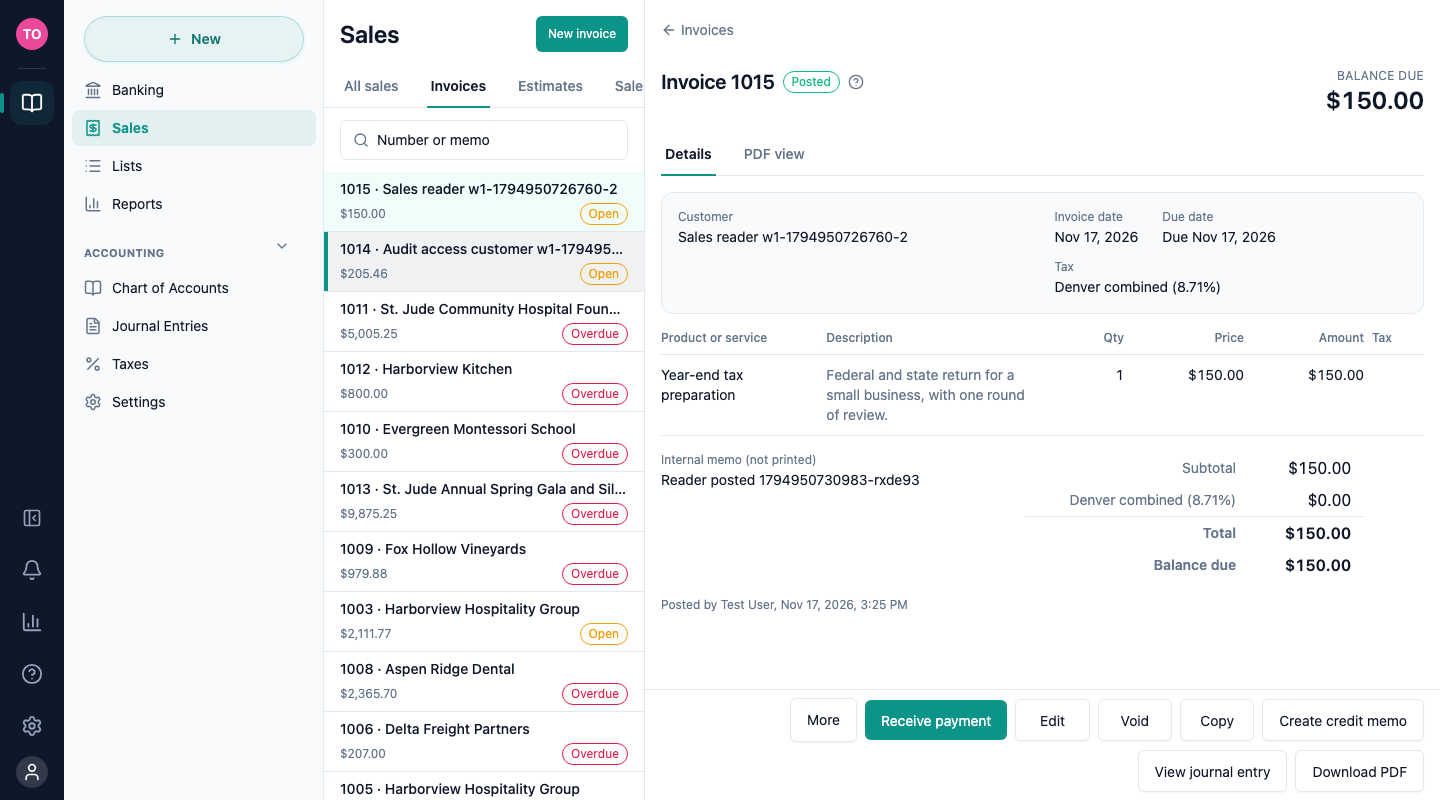 TO
New
Banking
Sales
Lists
Reports
ACCOUNTING
Chart of Accounts
Journal Entries
Taxes
Settings
Sales
New invoice
All sales
Invoices
Estimates
Sale
Number or memo
1015 · Sales reader w1-1794950726760-2
$150.00
Open
1014 · Audit access customer w1-179495...
$205.46
Open
1011 · St. Jude Community Hospital Foun...
$5,005.25
Overdue
1012 · Harborview Kitchen
$800.00
Overdue
1010 · Evergreen Montessori School
$300.00
Overdue
1013 · St. Jude Annual Spring Gala and Sil...
$9,875.25
Overdue
1009 · Fox Hollow Vineyards
$979.88
Overdue
1003 · Harborview Hospitality Group
$2,111.77
Open
1008 · Aspen Ridge Dental
$2,365.70
Overdue
1006 · Delta Freight Partners
$207.00
Overdue
1005 · Harborview Hospitality Group
Invoices
Invoice 1015
Posted
BALANCE DUE
$150.00
Details
PDF view
Customer
Sales reader w1-1794950726760-2
Invoice date
Nov 17, 2026
Due date
Due Nov 17, 2026
Tax
Denver combined (8.71%)
Product or service Description Qty Price Amount Tax
Year-end tax preparation
Federal and state return for a
small business, with one round
of review.
1 $150.00 $150.00
Internal memo (not printed)
Reader posted 1794950730983-rxde93
Subtotal $150.00
Denver combined (8.71%) $0.00
Total $150.00
Balance due $150.00
Posted by Test User, Nov 17, 2026, 3:25 PM
More
Receive payment
Edit
Void
Copy
Create credit memo
View journal entry
Download PDF